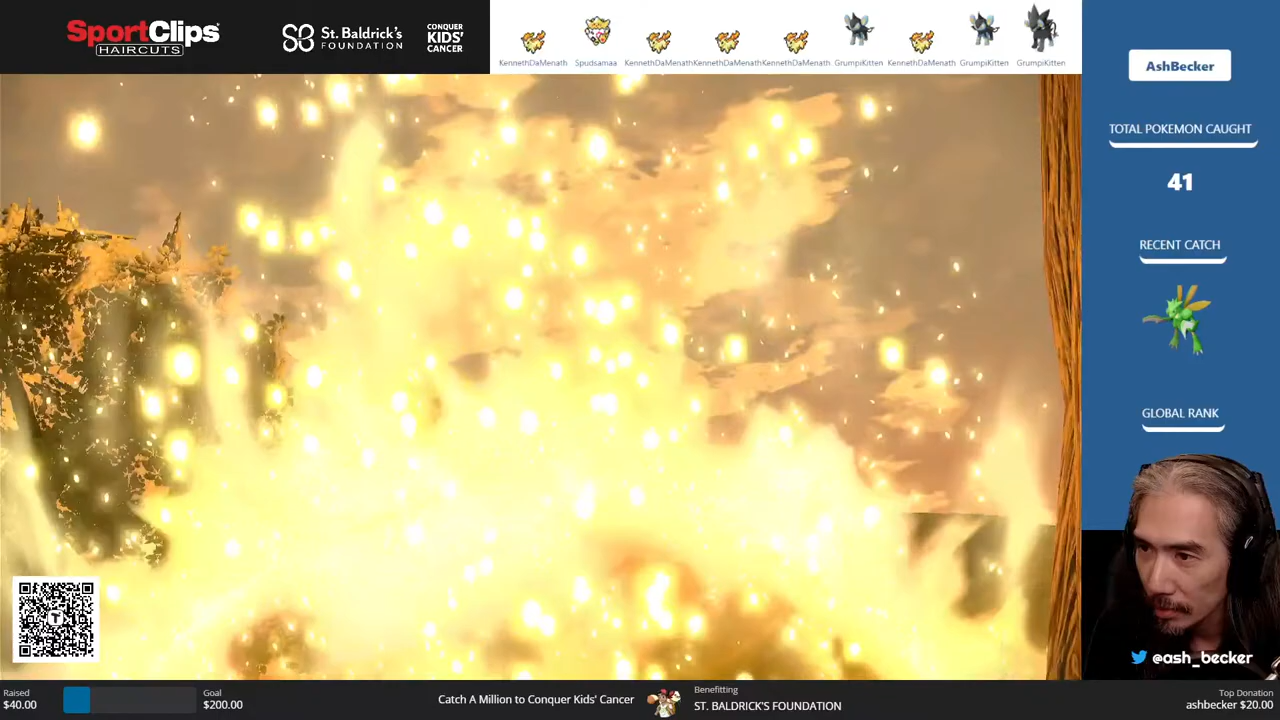 SportClips
HAIRCUTS
St. Baldrick's
FOUNDATION
CONQUER
KIDS'
CANCER
KennethDaMenath Spudsamaa KennethDaMenath KennethDaMenath KennethDaMenath GrumpiKitten KennethDaMenath GrumpiKitten GrumpiKitten
AshBecker
TOTAL POKEMON CAUGHT
41
RECENT CATCH
GLOBAL RANK
@ash_becker
Raised
$40.00
Goal
$200.00
Catch A Million to Conquer Kids' Cancer
Benefitting
ST. BALDRICK'S FOUNDATION
Top Donation
ashbecker $20.00